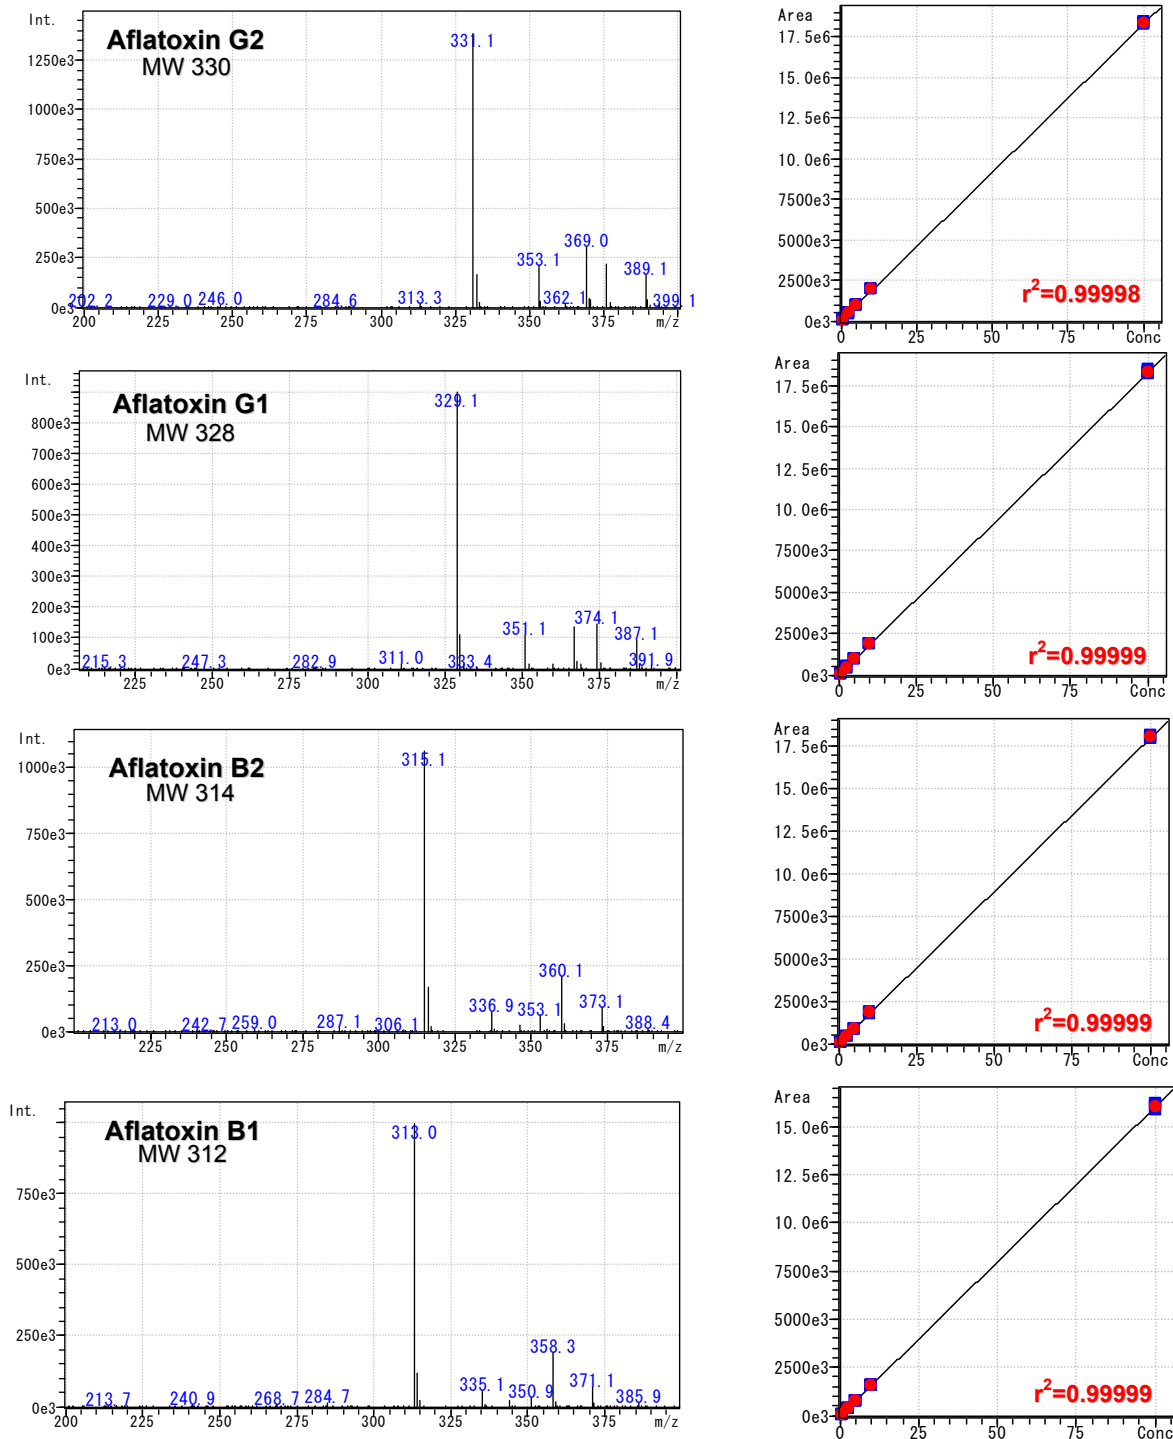 Int.
Aflatoxin G2
MW 330
1250e3
1000e3
750e3
500e3
250e3
0e3
331.1
202.2 229.0 246.0 284.6 313.3 353.1 362.1 369.0 389.1 399.1
200 225 250 275 300 325 350 375 m/z
Area
17.5e6
15.0e6
12.5e6
10.0e6
7500e3
5000e3
2500e3
0e3
r²=0.99998
0 25 50 75 Conc
Int.
Aflatoxin G1
MW 328
800e3
700e3
600e3
500e3
400e3
300e3
200e3
100e3
0e3
329.1
215.3 247.3 282.9 311.0 333.4 351.1 374.1 387.1 391.9
225 250 275 300 325 350 375 m/z
Area
17.5e6
15.0e6
12.5e6
10.0e6
7500e3
5000e3
2500e3
0e3
r²=0.99999
0 25 50 75 Conc
Int.
Aflatoxin B2
MW 314
1000e3
750e3
500e3
250e3
0e3
315.1
213.0 242.7 259.0 287.1 306.1 336.9 353.1 360.1 373.1 388.4
225 250 275 300 325 350 375 m/z
Area
17.5e6
15.0e6
12.5e6
10.0e6
7500e3
5000e3
2500e3
0e3
r²=0.99999
0 25 50 75 Conc
Int.
Aflatoxin B1
MW 312
750e3
500e3
250e3
0e3
313.0
213.7 240.9 268.7 284.7 335.1 350.9 358.3 371.1 385.9
200 225 250 275 300 325 350 375 m/z
Area
15.0e6
12.5e6
10.0e6
7500e3
5000e3
2500e3
0e3
r²=0.99999
0 25 50 75 Conc